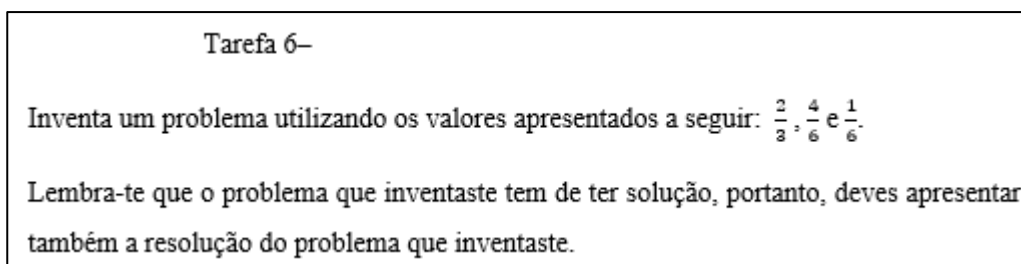 Tarefa 6–
Inventa um problema utilizando os valores apresentados a seguir: 2/3 , 4/6 e 1/6.
Lembra-te que o problema que inventaste tem de ter solução, portanto, deves apresentar
também a resolução do problema que inventaste.